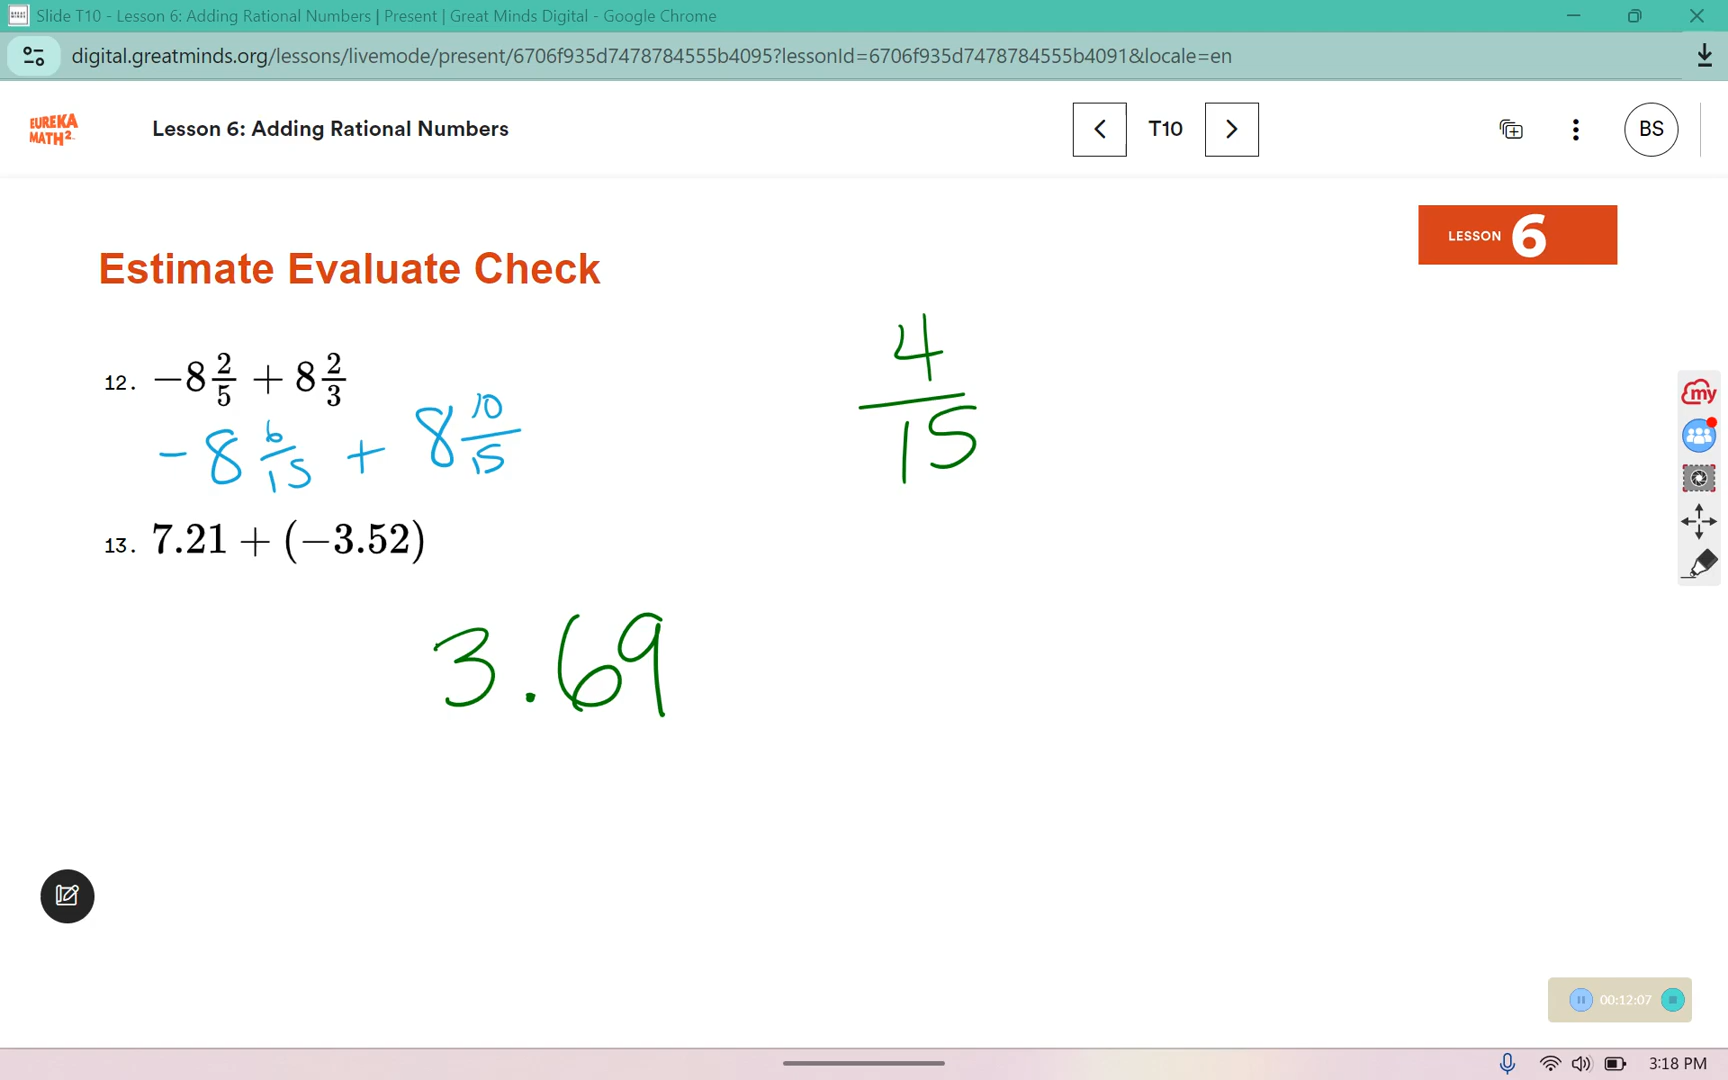 Slide T10 - Lesson 6: Adding Rational Numbers | Present | Great Minds Digital - Google Chrome
digital.greatminds.org/lessons/livemode/present/6706f935d7478784555b4095?lessonId=6706f935d7478784555b4091&locale=en
EUREKA MATH²
Lesson 6: Adding Rational Numbers
T10
BS
LESSON 6
Estimate Evaluate Check
12. −8 2/5 + 8 2/3
4/15
-8 6/15 + 8 10/15
13. 7.21 + (−3.52)
3.69
my
00:12:07
3:18 PM